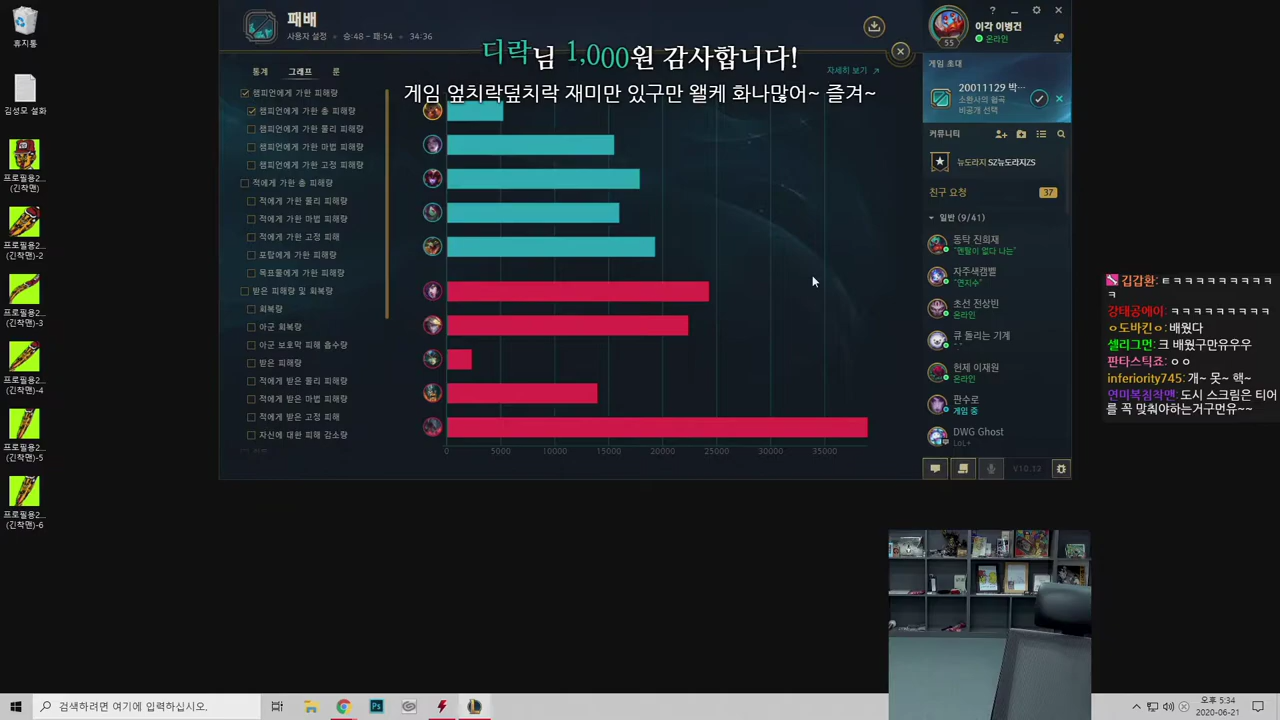 휴지통
김성모 설화
프로필용2...
(긴착맨)
프로필용2...
(긴착맨)-2
프로필용2...
(긴착맨)-3
프로필용2...
(긴착맨)-4
프로필용2...
(긴착맨)-5
프로필용2...
(긴착맨)-6
패배
사용자 설정 승:48 - 패:54 34:36
디락님 1,000원 감사합니다!
게임 엎치락덮치락 재미만 있구만 왤케 화나많어~ 즐겨~
통계 그래프 룬
자세히 보기
챔피언에게 가한 피해량
챔피언에게 가한 총 피해량
챔피언에게 가한 물리 피해량
챔피언에게 가한 마법 피해량
챔피언에게 가한 고정 피해량
적에게 가한 총 피해량
적에게 가한 물리 피해량
적에게 가한 마법 피해량
적에게 가한 고정 피해
포탑에게 가한 피해량
목표물에게 가한 피해량
받은 피해량 및 회복량
회복량
아군 회복량
아군 보호막 피해 흡수량
받은 피해량
적에게 받은 물리 피해량
적에게 받은 마법 피해량
적에게 받은 고정 피해
자신에 대한 피해 감소량
0 5000 10000 15000 20000 25000 30000 35000
55
이각 이병건
온라인
게임 초대
20011129 박...
소환사의 협곡
비공개 선택
커뮤니티
뉴도라지 SZ뉴도라지ZS
친구 요청 37
일반 (9/41)
동탁 진희재
"멘탈이 없다 나는"
자주색캠벨
"연지수"
초선 전상빈
온라인
큐 돌리는 기계
헌제 이재원
온라인
판수로
게임 중
DWG Ghost
LoL+
V10.12
김갑환: ㅌㅋㅋㅋㅋㅋㅋㅋㅋ
ㅋ
강태공에이: ㅋㅋㅋㅋㅋㅋㅋㅋㅋ
ㅇ도바킨ㅇ: 배웠다
셀리그먼: 크 배웠구만유우우
판타스틱죠: ㅇㅇ
inferiority745: 개~ 못~ 핵~
연미복침착맨: 도시 스크림은 티어
를 꼭 맞춰야하는거구먼유~~
검색하려면 여기에 입력하십시오.
오후 5:34
2020-06-21